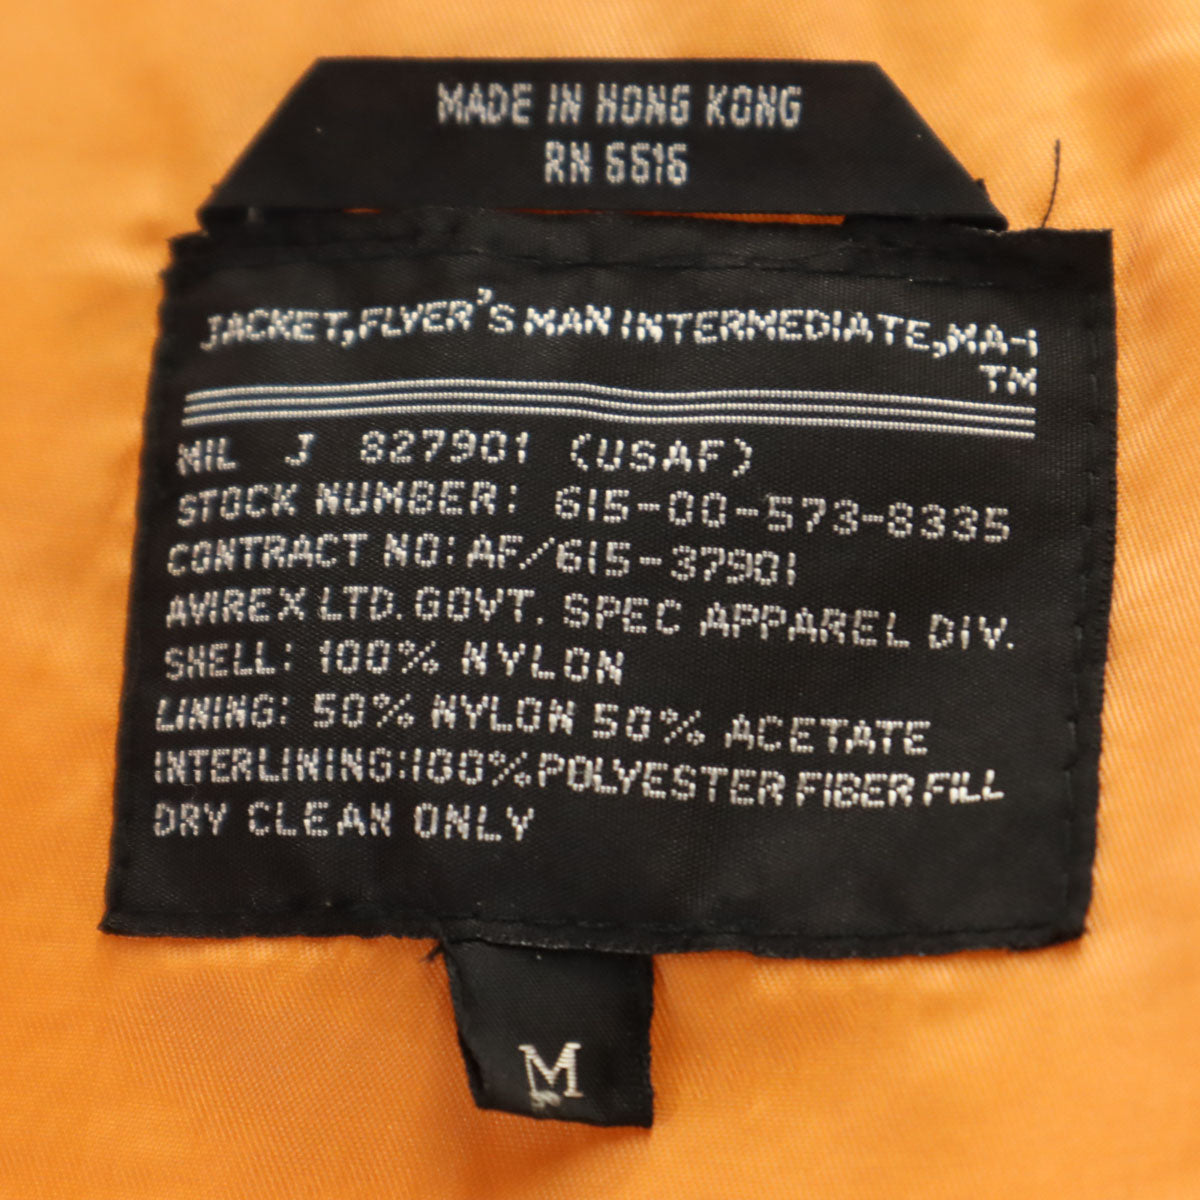 MADE IN HONG KONG
RN 6616
JACKET,FLYER'S MAN INTERMEDIATE,MA-1
TM
MIL J 827901 (USAF)
STOCK NUMBER: 615-00-573-8335
CONTRACT NO: AF/615-37901
AVIREX LTD. GOVT. SPEC APPAREL DIV.
SHELL: 100% NYLON
LINING: 50% NYLON 50% ACETATE
INTERLINING:100% POLYESTER FIBER FILL
DRY CLEAN ONLY
M